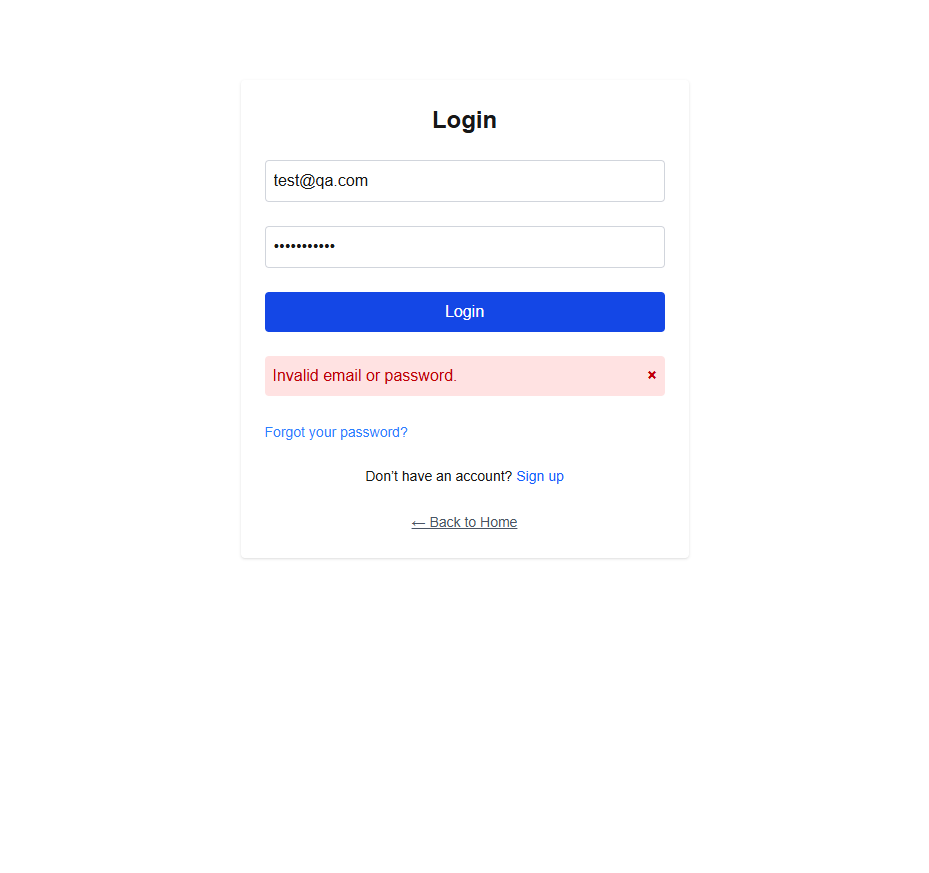 Login
test@qa.com
•••••••••••
Login
Invalid email or password. ×
Forgot your password?
Don’t have an account? Sign up
← Back to Home